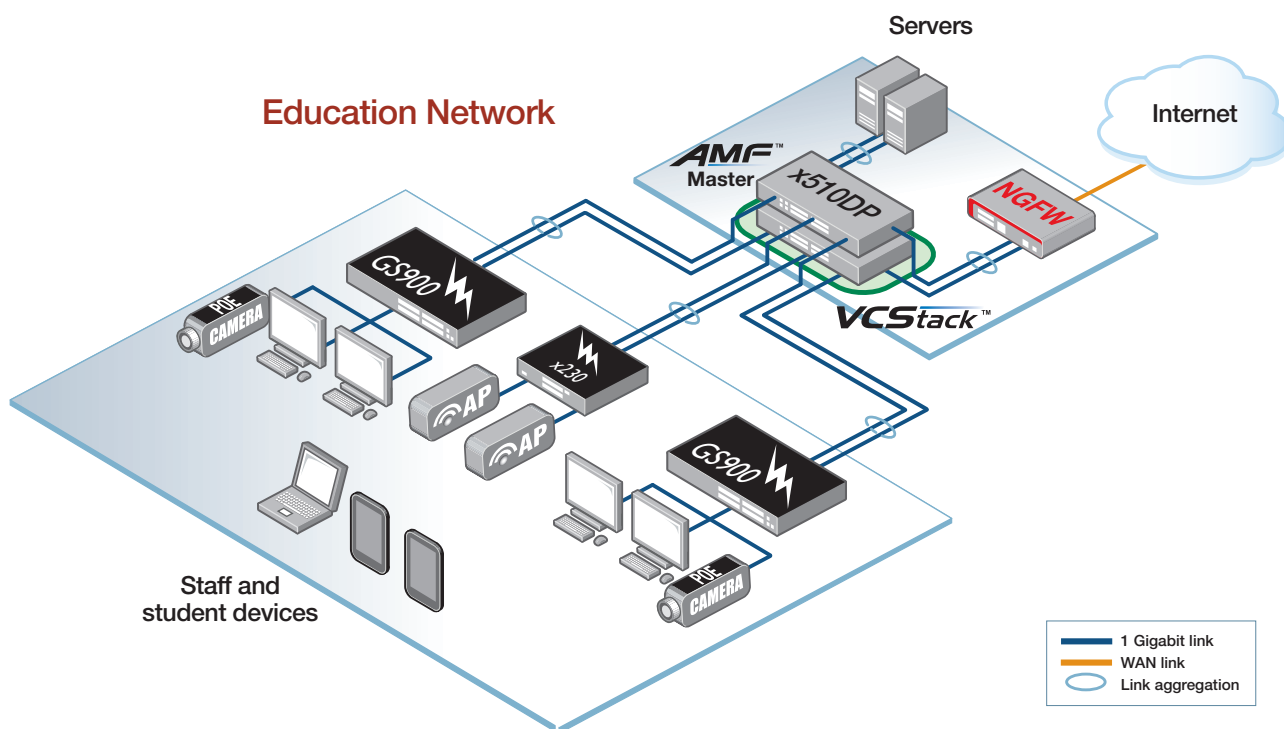 Servers
Education Network
Internet
AMF™
Master
x510DP
NGFW
GS900
VCStack™
POE
CAMERA
x230
AP
AP
GS900
POE
CAMERA
Staff and
student devices
1 Gigabit link
WAN link
Link aggregation